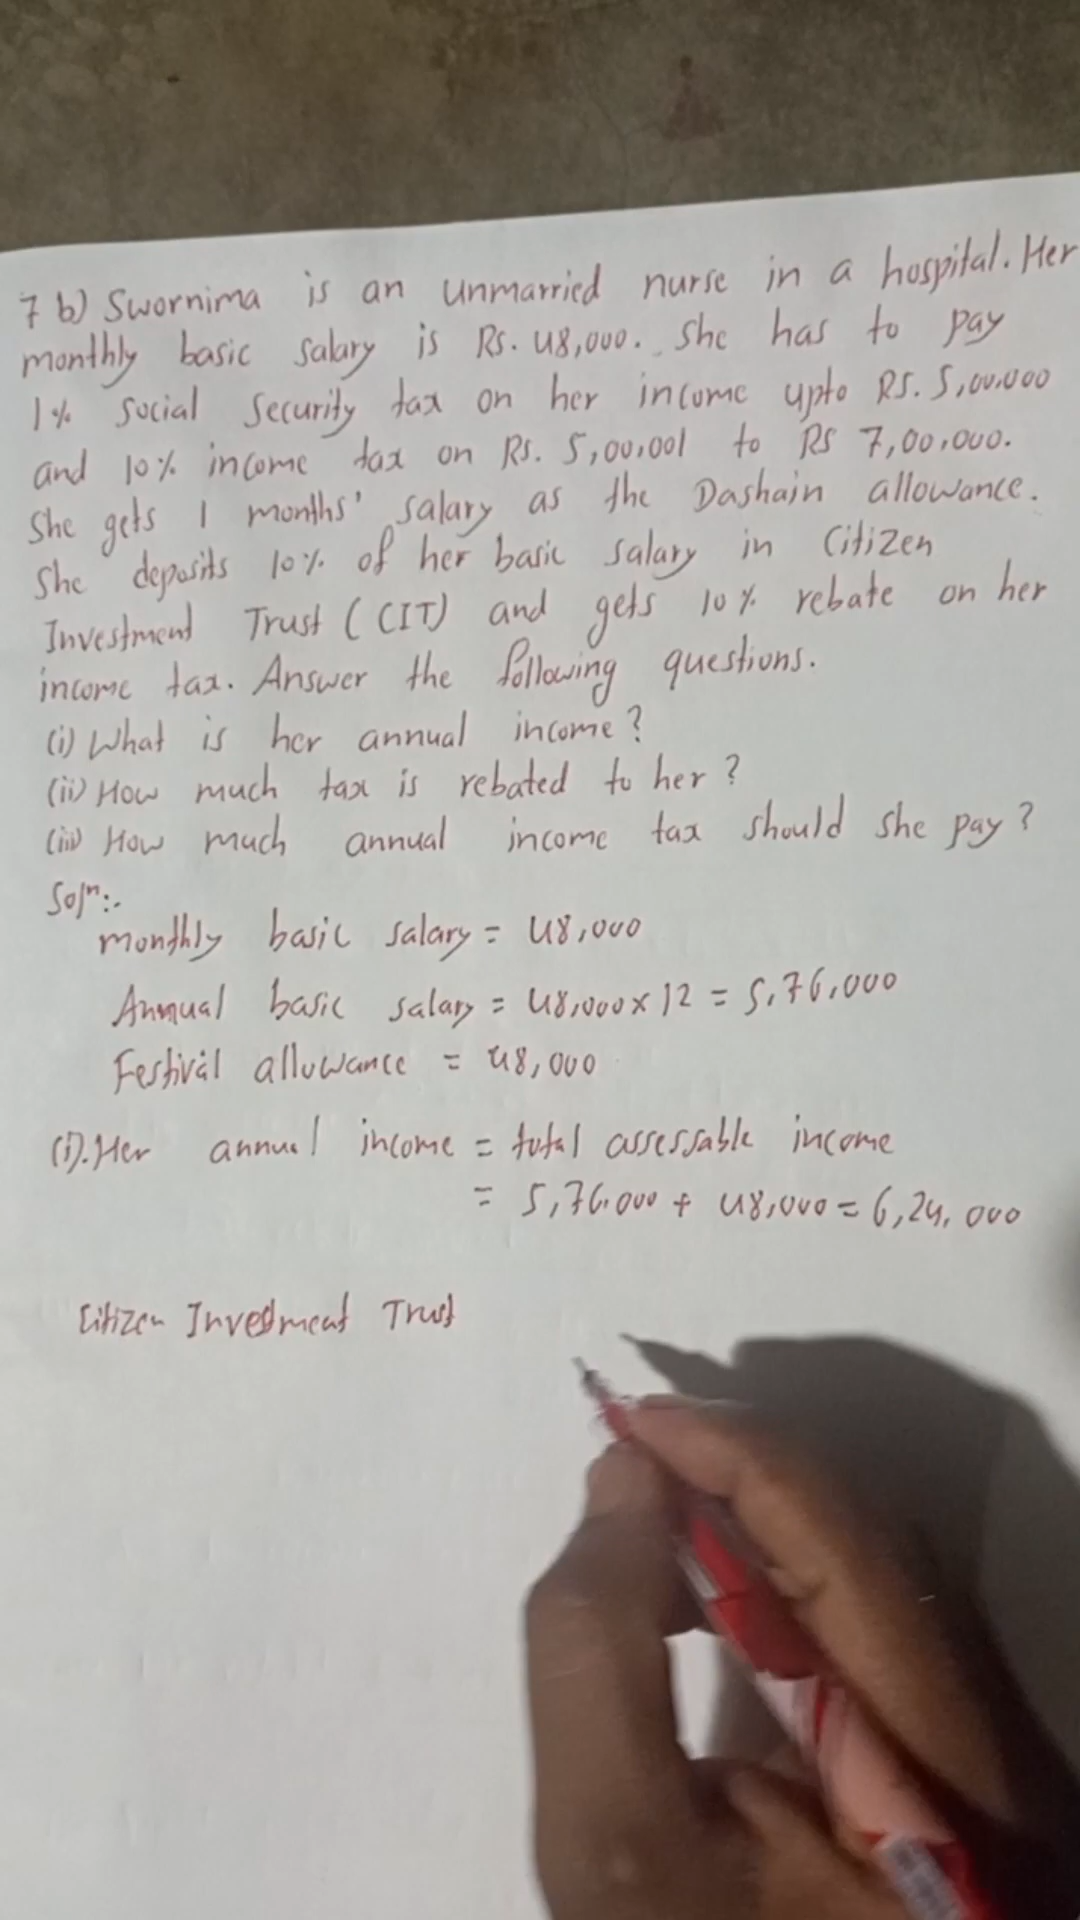 7 b) Swornima is an unmarried nurse in a hospital. Her
monthly basic salary is Rs. 48,000. She has to pay
1% social security tax on her income upto Rs. 5,00,000
and 10% income tax on Rs. 5,00,001 to Rs 7,00,000.
She gets 1 months' salary as the Dashain allowance.
She deposits 10% of her basic salary in Citizen
Investment Trust (CIT) and gets 10% rebate on her
income tax. Answer the following questions.
(i) What is her annual income?
(ii) How much tax is rebated to her?
(iii) How much annual income tax should she pay?
Solⁿ:.
monthly basic salary = 48,000
Annual basic salary = 48,000 × 12 = 5,76,000
Festival allowance = 48,000
(i). Her annual income = total assessable income
= 5,76,000 + 48,000 = 6,24,000
Citizen Investment Trust